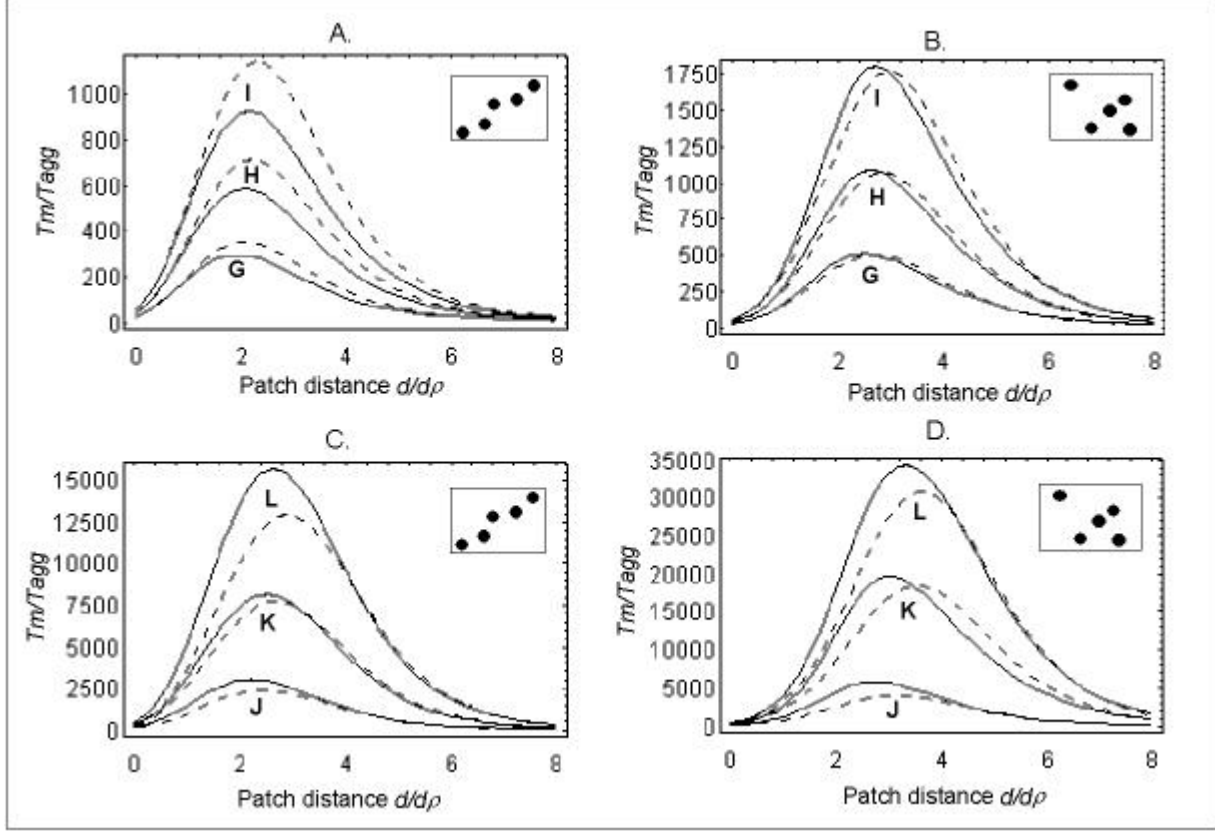 A.
Tm/Tagg
1000
800
600
400
200
0
I
H
G
0 2 4 6 8
Patch distance d/dρ
B.
Tm/Tagg
1750
1500
1250
1000
750
500
250
0
I
H
G
0 2 4 6 8
Patch distance d/dρ
C.
Tm/Tagg
15000
12500
10000
7500
5000
2500
0
L
K
J
0 2 4 6 8
Patch distance d/dρ
D.
Tm/Tagg
35000
30000
25000
20000
15000
10000
5000
0
L
K
J
0 2 4 6 8
Patch distance d/dρ